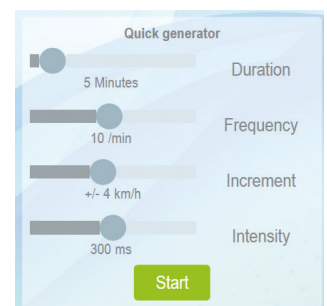 Quick generator
Duration
5 Minutes
Frequency
10 /min
Increment
+/- 4 km/h
Intensity
300 ms
Start